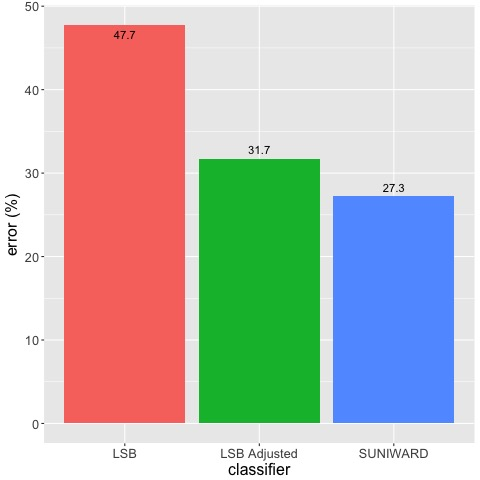 50
40
30
20
10
0
error (%)
47.7
31.7
27.3
LSB
LSB Adjusted
SUNIWARD
classifier